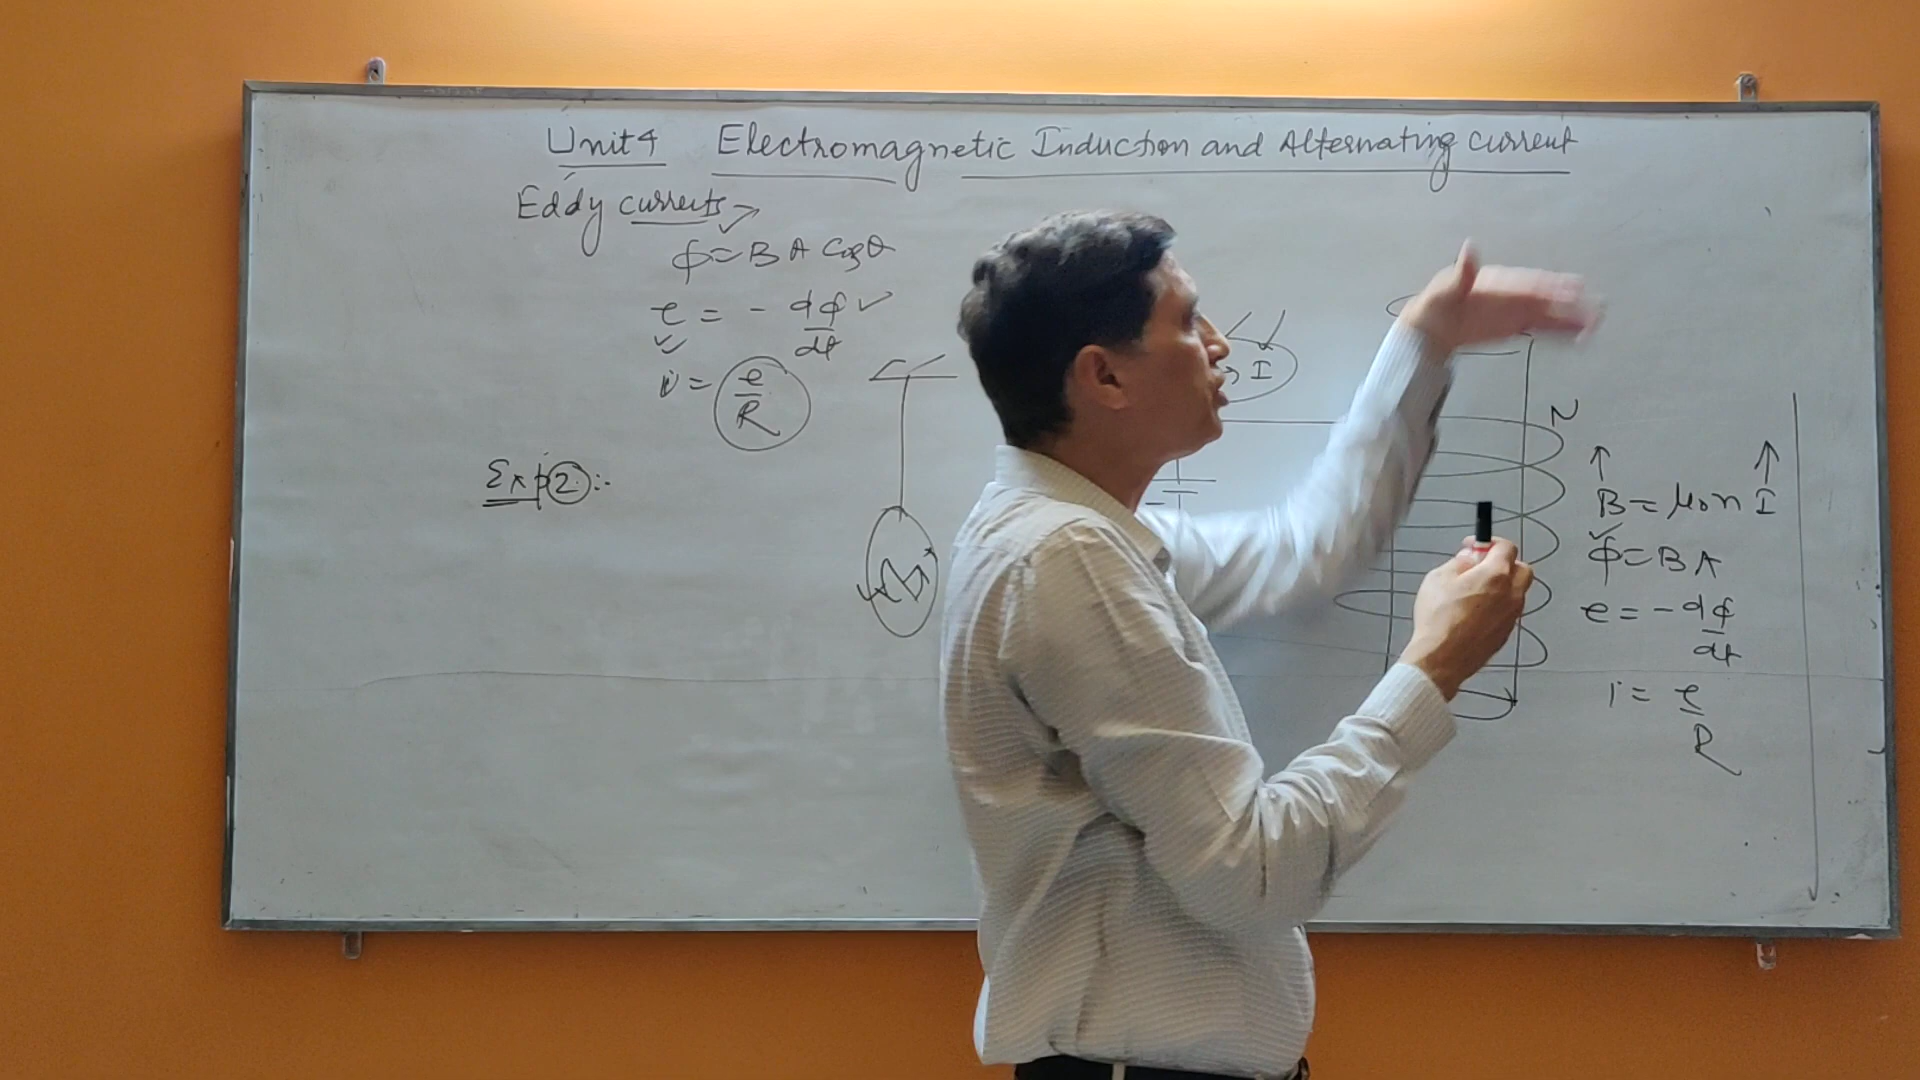 Unit 4 Electromagnetic Induction and Alternating current
Eddy currents →
ϕ = B A Cosθ
e = - dϕ/dt
i = e/R
Exp 2 :-
I
N
B = μ₀ n I
ϕ = B A
e = - dϕ/dt
i = e/R